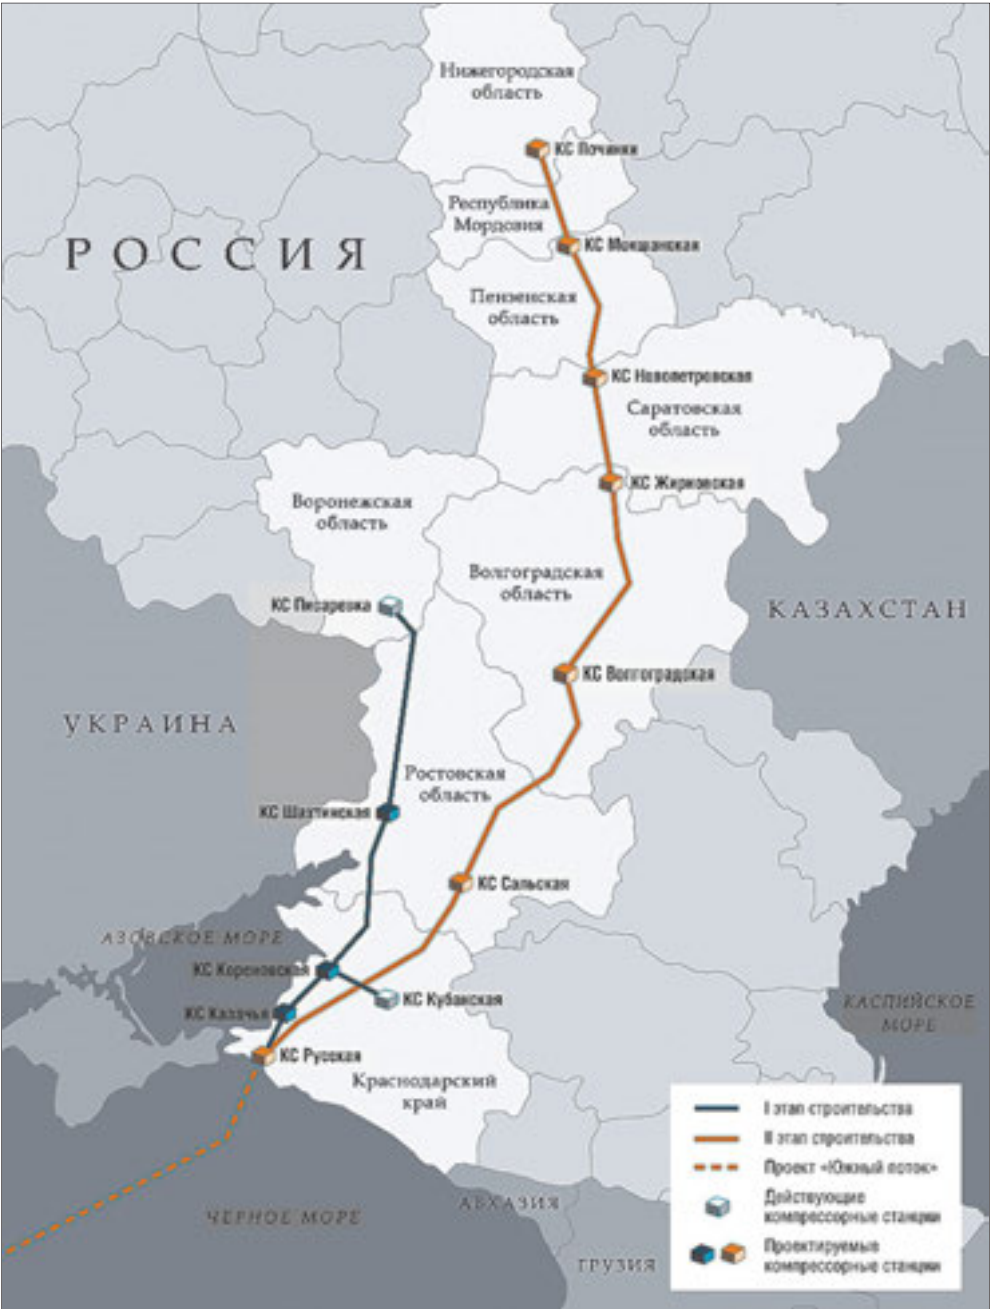 Нижегородская
область
КС Починки
Республика
Мордовия
КС Мокшанская
РОССИЯ
Пензенская
область
КС Новопетровская
Саратовская
область
КС Жирновская
Воронежская
область
Волгоградская
область
КС Писаревка
КАЗАХСТАН
КС Волгоградская
УКРАИНА
Ростовская
область
КС Шахтинская
КС Сальская
АЗОВСКОЕ МОРЕ
КС Кореновская
КС Кубанская
КС Казачья
КАСПИЙСКОЕ
МОРЕ
КС Русская
Краснодарский
край
I этап строительства
II этап строительства
Проект «Южный поток»
Действующие
компрессорные станции
Проектируемые
компрессорные станции
АБХАЗИЯ
ЧЕРНОЕ МОРЕ
ГРУЗИЯ